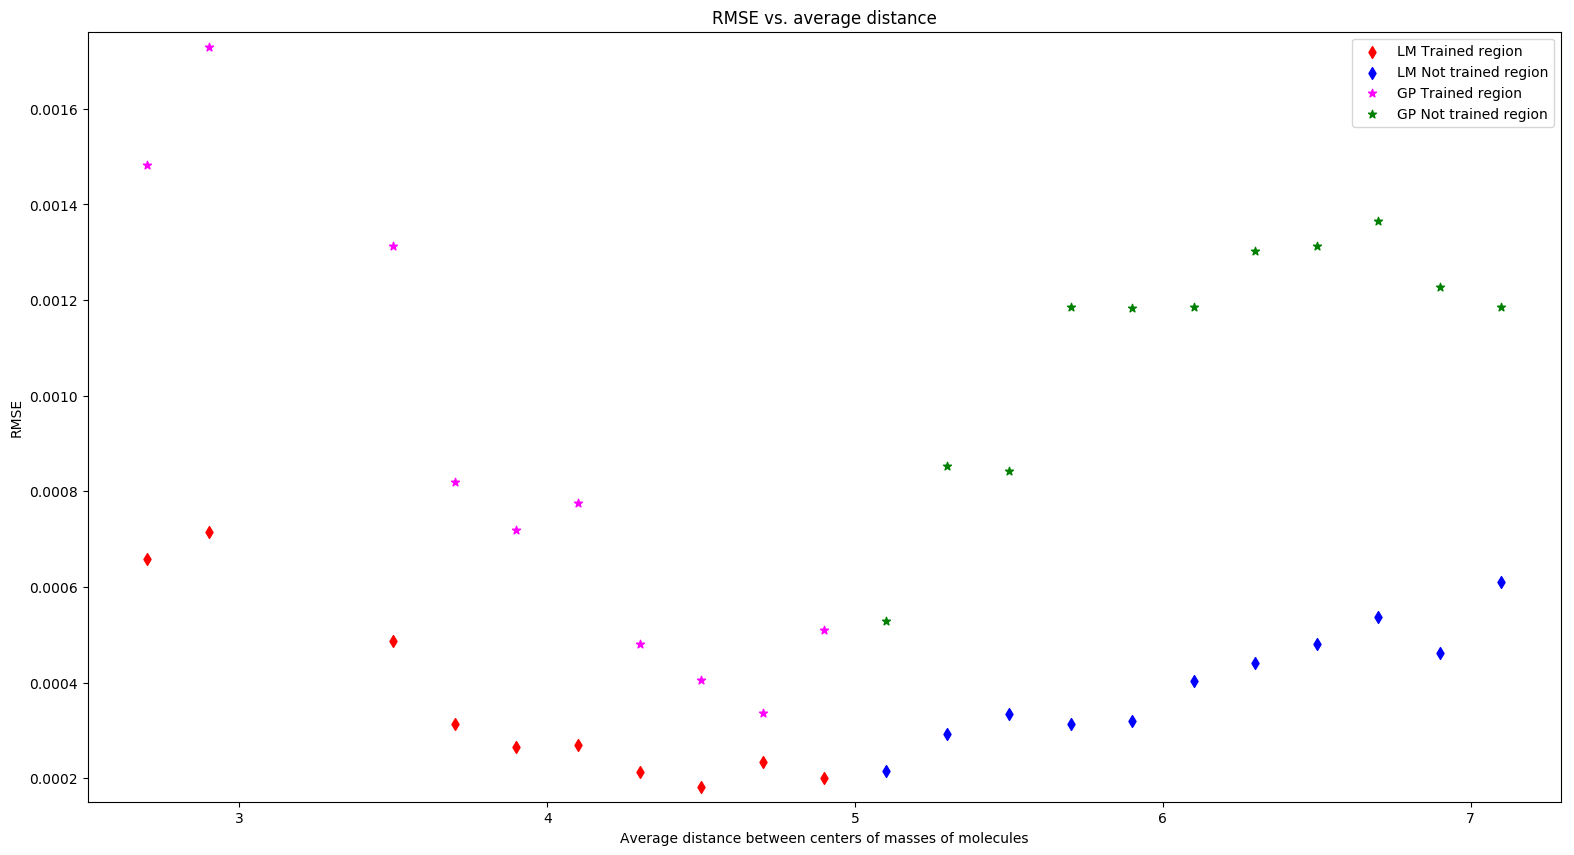 RMSE vs. average distance
LM Trained region
LM Not trained region
GP Trained region
GP Not trained region
0.0016
0.0014
0.0012
0.0010
0.0008
0.0006
0.0004
0.0002
RMSE
3 4 5 6 7
Average distance between centers of masses of molecules